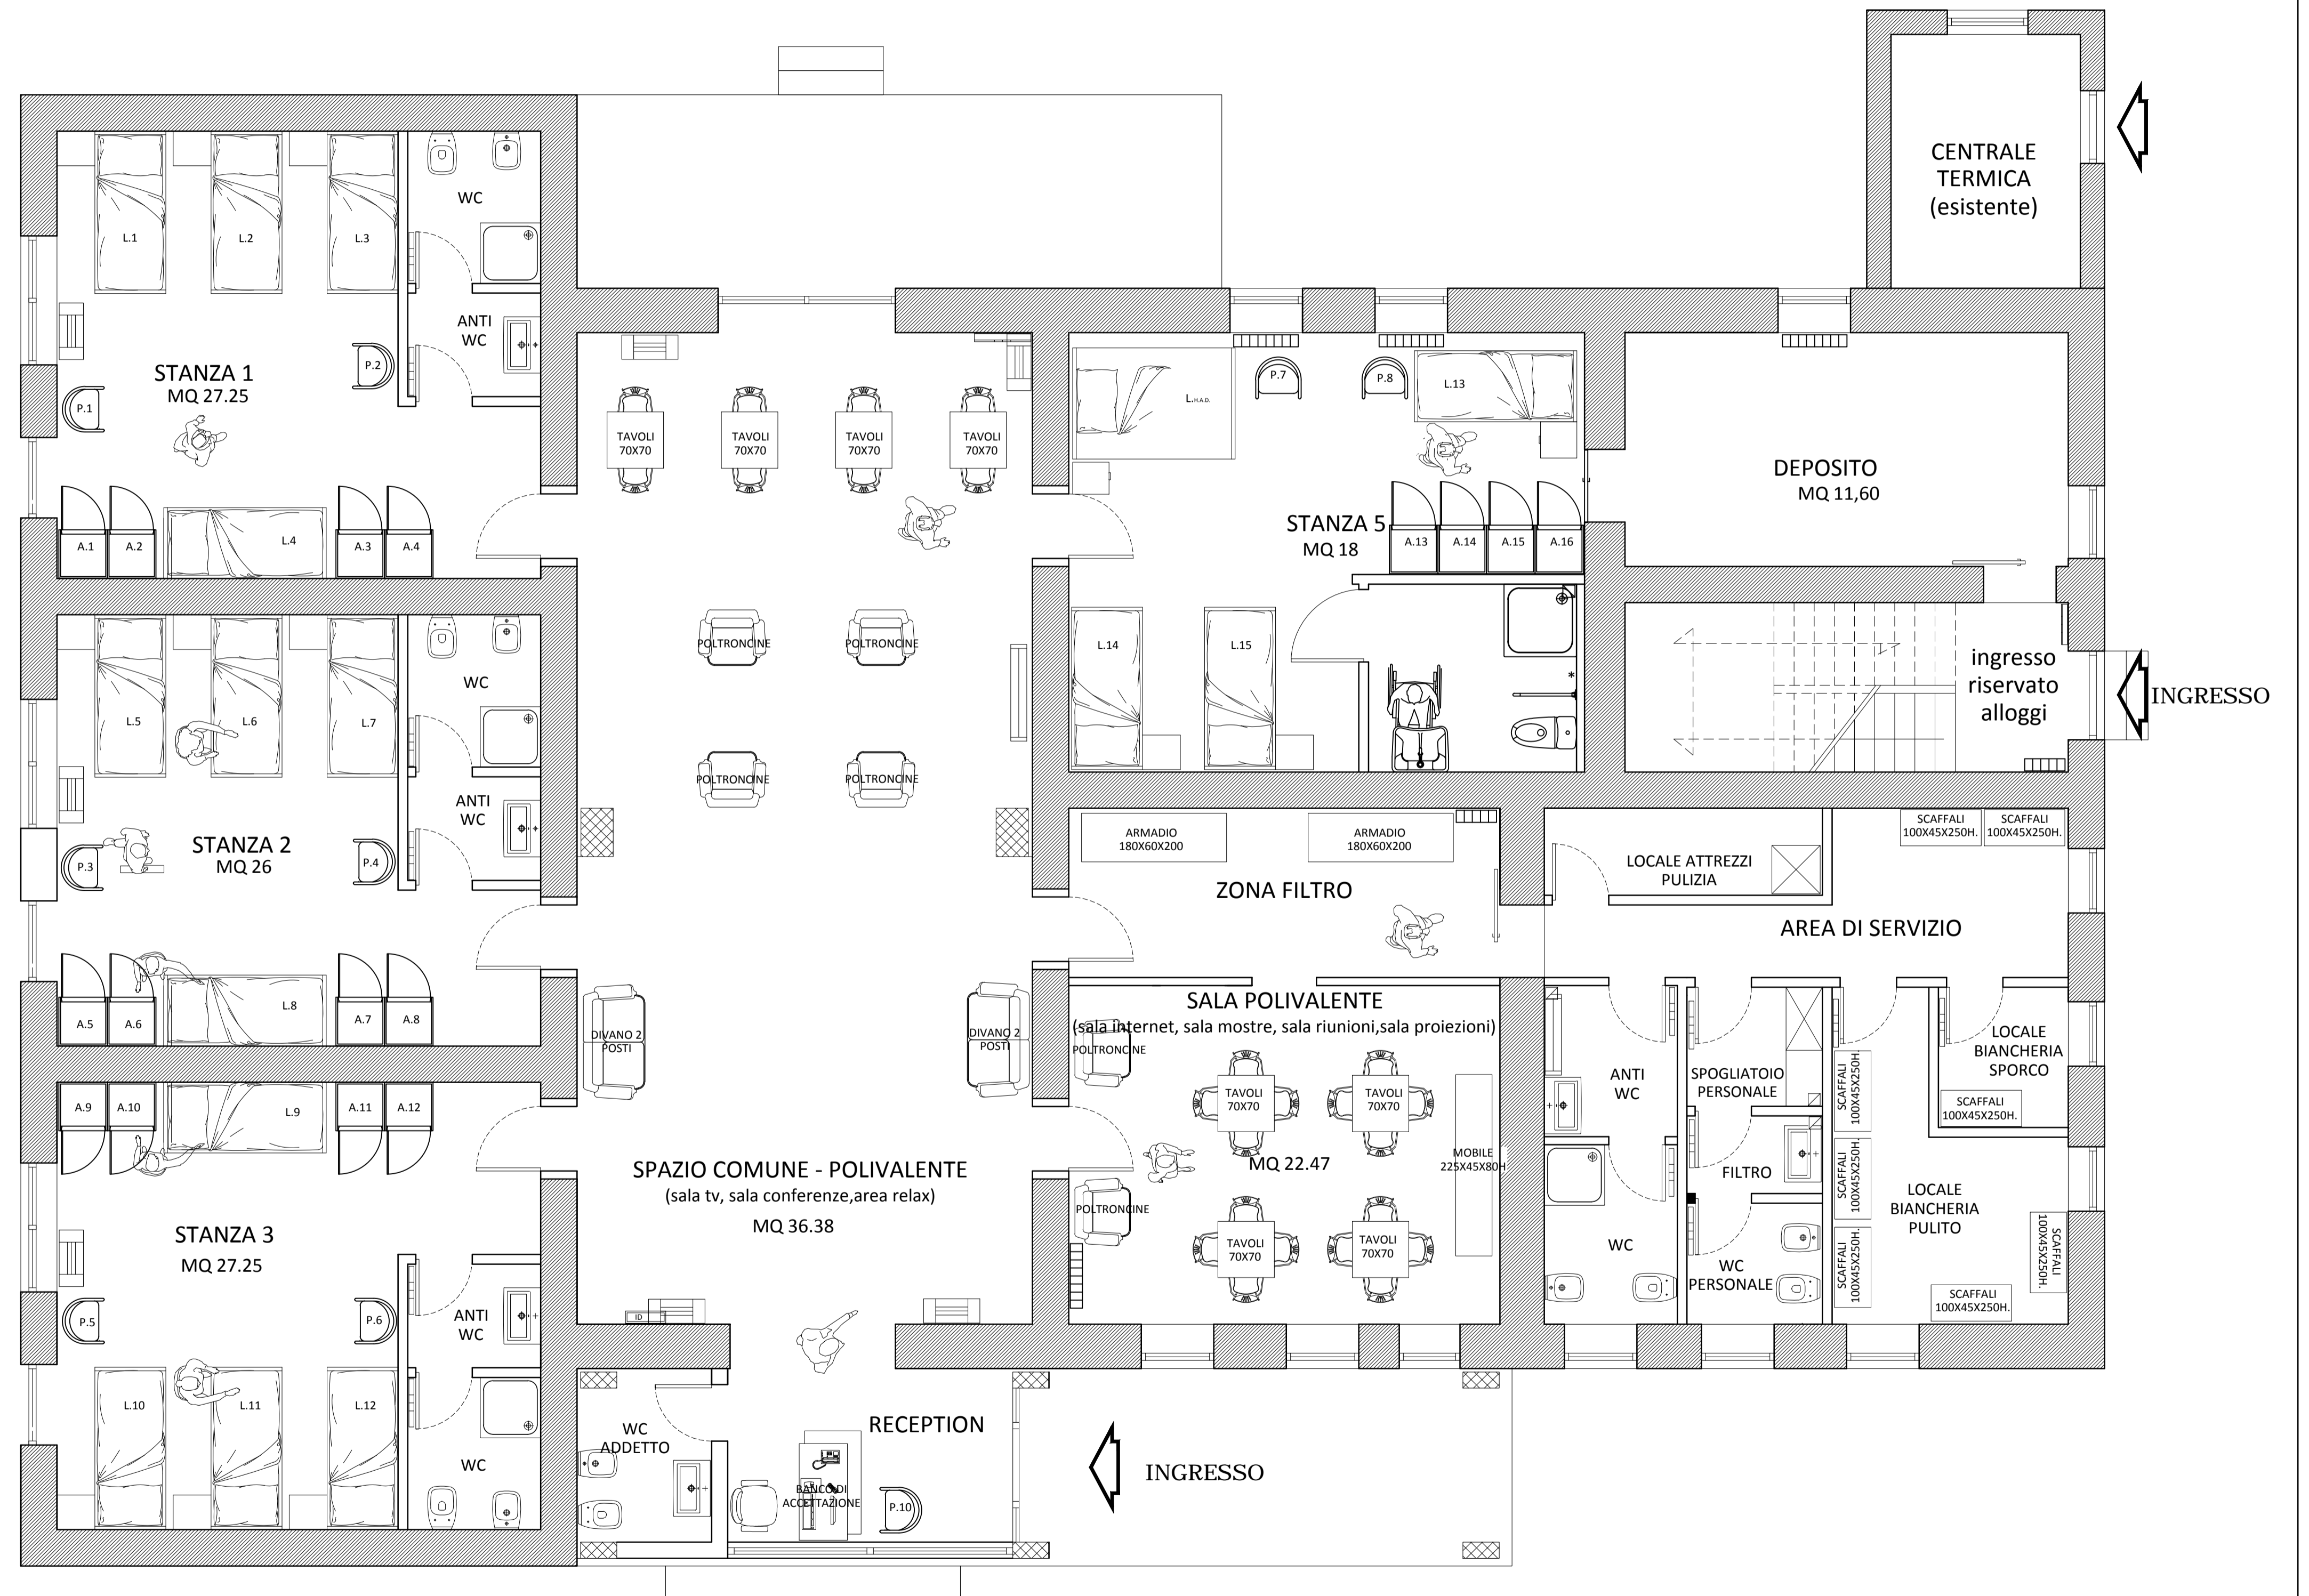 CENTRALE
TERMICA
(esistente)
L.1
L.2
L.3
WC
ANTI
WC
STANZA 1
MQ 27.25
P.1
P.2
A.1
A.2
L.4
A.3
A.4
TAVOLI
70X70
TAVOLI
70X70
TAVOLI
70X70
TAVOLI
70X70
L.H.A.D.
P.7
P.8
L.13
STANZA 5
MQ 18
A.13
A.14
A.15
A.16
DEPOSITO
MQ 11,60
L.5
L.6
L.7
WC
ANTI
WC
STANZA 2
MQ 26
P.3
P.4
A.5
A.6
L.8
A.7
A.8
POLTRONCINE
POLTRONCINE
POLTRONCINE
POLTRONCINE
L.14
L.15
*
ingresso
riservato
alloggi
INGRESSO
ARMADIO
180X60X200
ARMADIO
180X60X200
ZONA FILTRO
LOCALE ATTREZZI
PULIZIA
SCAFFALI
100X45X250H.
SCAFFALI
100X45X250H.
AREA DI SERVIZIO
DIVANO 2
POSTI
DIVANO 2
POSTI
SALA POLIVALENTE
(sala internet, sala mostre, sala riunioni,sala proiezioni)
POLTRONCINE
TAVOLI
70X70
TAVOLI
70X70
MQ 22.47
MOBILE
225X45X80H
POLTRONCINE
TAVOLI
70X70
TAVOLI
70X70
ANTI
WC
SPOGLIATOIO
PERSONALE
SCAFFALI
100X45X250H.
LOCALE
BIANCHERIA
SPORCO
SCAFFALI
100X45X250H.
FILTRO
SCAFFALI
100X45X250H.
LOCALE
BIANCHERIA
PULITO
WC
WC
PERSONALE
SCAFFALI
100X45X250H.
SCAFFALI
100X45X250H.
SCAFFALI
100X45X250H.
A.9
A.10
L.9
A.11
A.12
STANZA 3
MQ 27.25
P.5
P.6
ANTI
WC
L.10
L.11
L.12
WC
SPAZIO COMUNE - POLIVALENTE
(sala tv, sala conferenze,area relax)
MQ 36.38
ID
WC
ADDETTO
RECEPTION
BANCO DI
ACCETTAZIONE
P.10
INGRESSO